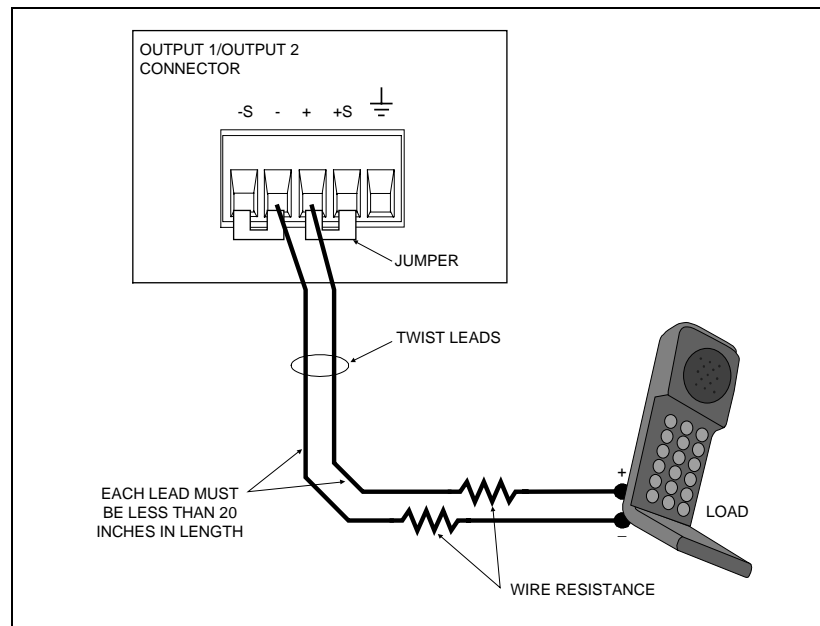 OUTPUT 1/OUTPUT 2
CONNECTOR
-S - + +S
JUMPER
TWIST LEADS
EACH LEAD MUST
BE LESS THAN 20
INCHES IN LENGTH
+
LOAD
–
WIRE RESISTANCE